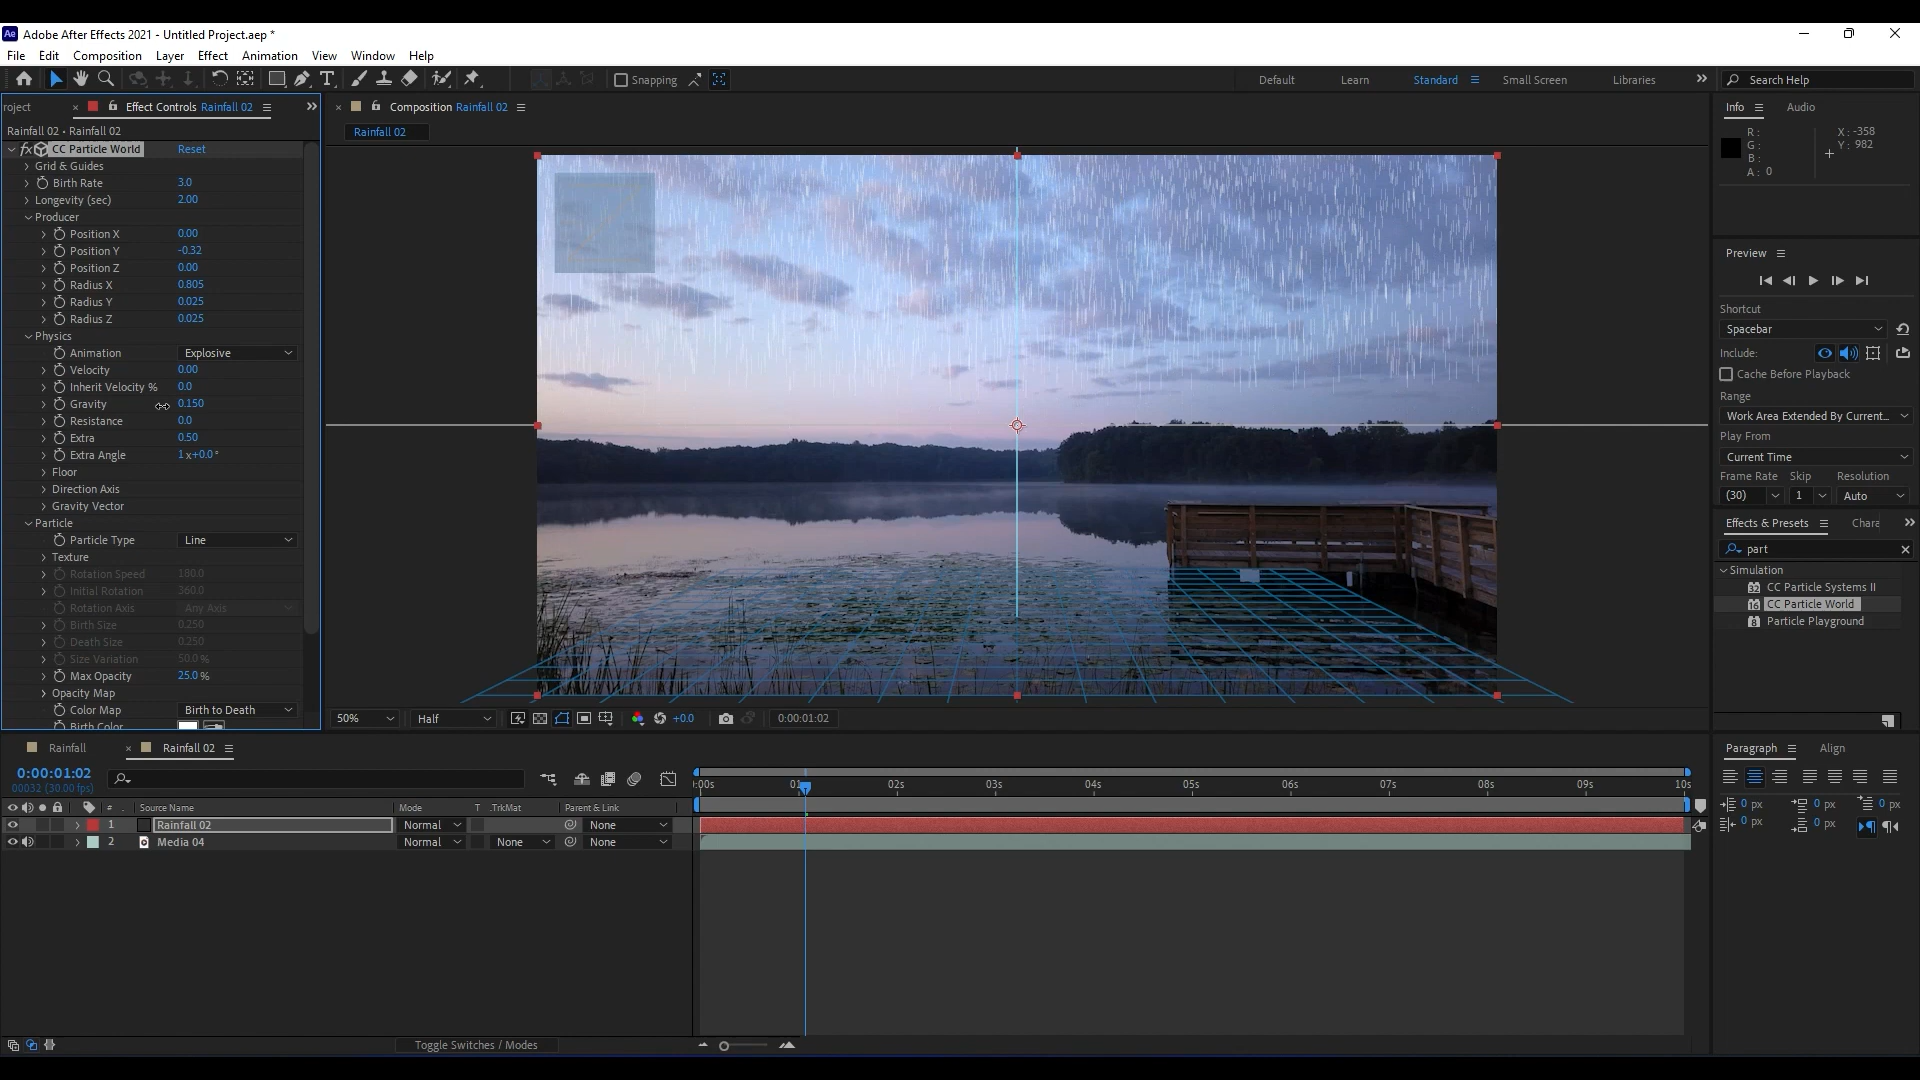 Adobe After Effects 2021 - Untitled Project.aep *
File Edit Composition Layer Effect Animation View Window Help
Snapping Default Learn Standard Small Screen Libraries Search Help
roject Effect Controls Rainfall 02 Composition Rainfall 02 Info Audio
Rainfall 02 • Rainfall 02 Rainfall 02
R: X: -358
G: Y: 982
B:
A: 0
fx CC Particle World Reset
Grid & Guides
Birth Rate 3.0
Longevity (sec) 2.00
Producer
Position X 0.00
Position Y -0.32
Position Z 0.00
Radius X 0.805
Radius Y 0.025
Radius Z 0.025
Physics
Animation Explosive
Velocity 0.00
Inherit Velocity % 0.0
Gravity 0.150
Resistance 0.0
Extra 0.50
Extra Angle 1 x+0.0 °
Floor
Direction Axis
Gravity Vector
Particle
Particle Type Line
Texture
Rotation Speed 180.0
Initial Rotation 360.0
Rotation Axis Any Axis
Birth Size 0.250
Death Size 0.250
Size Variation 50.0 %
Max Opacity 25.0 %
Opacity Map
Color Map Birth to Death
Birth Color
50% Half +0.0 0:00:01:02
Preview
Shortcut
Spacebar
Include:
Cache Before Playback
Range
Work Area Extended By Current...
Play From
Current Time
Frame Rate Skip Resolution
(30) 1 Auto
Effects & Presets Chara
part
Simulation
32 CC Particle Systems II
16 CC Particle World
8 Particle Playground
Rainfall Rainfall 02
0:00:01:02
00032 (30.00 fps)
:00s 01 02s 03s 04s 05s 06s 07s 08s 09s 10s
# . Source Name Mode T .TrkMat Parent & Link
1 Rainfall 02 Normal None
2 Media 04 Normal None None
Toggle Switches / Modes
Paragraph Align
0 px 0 px 0 px
0 px 0 px